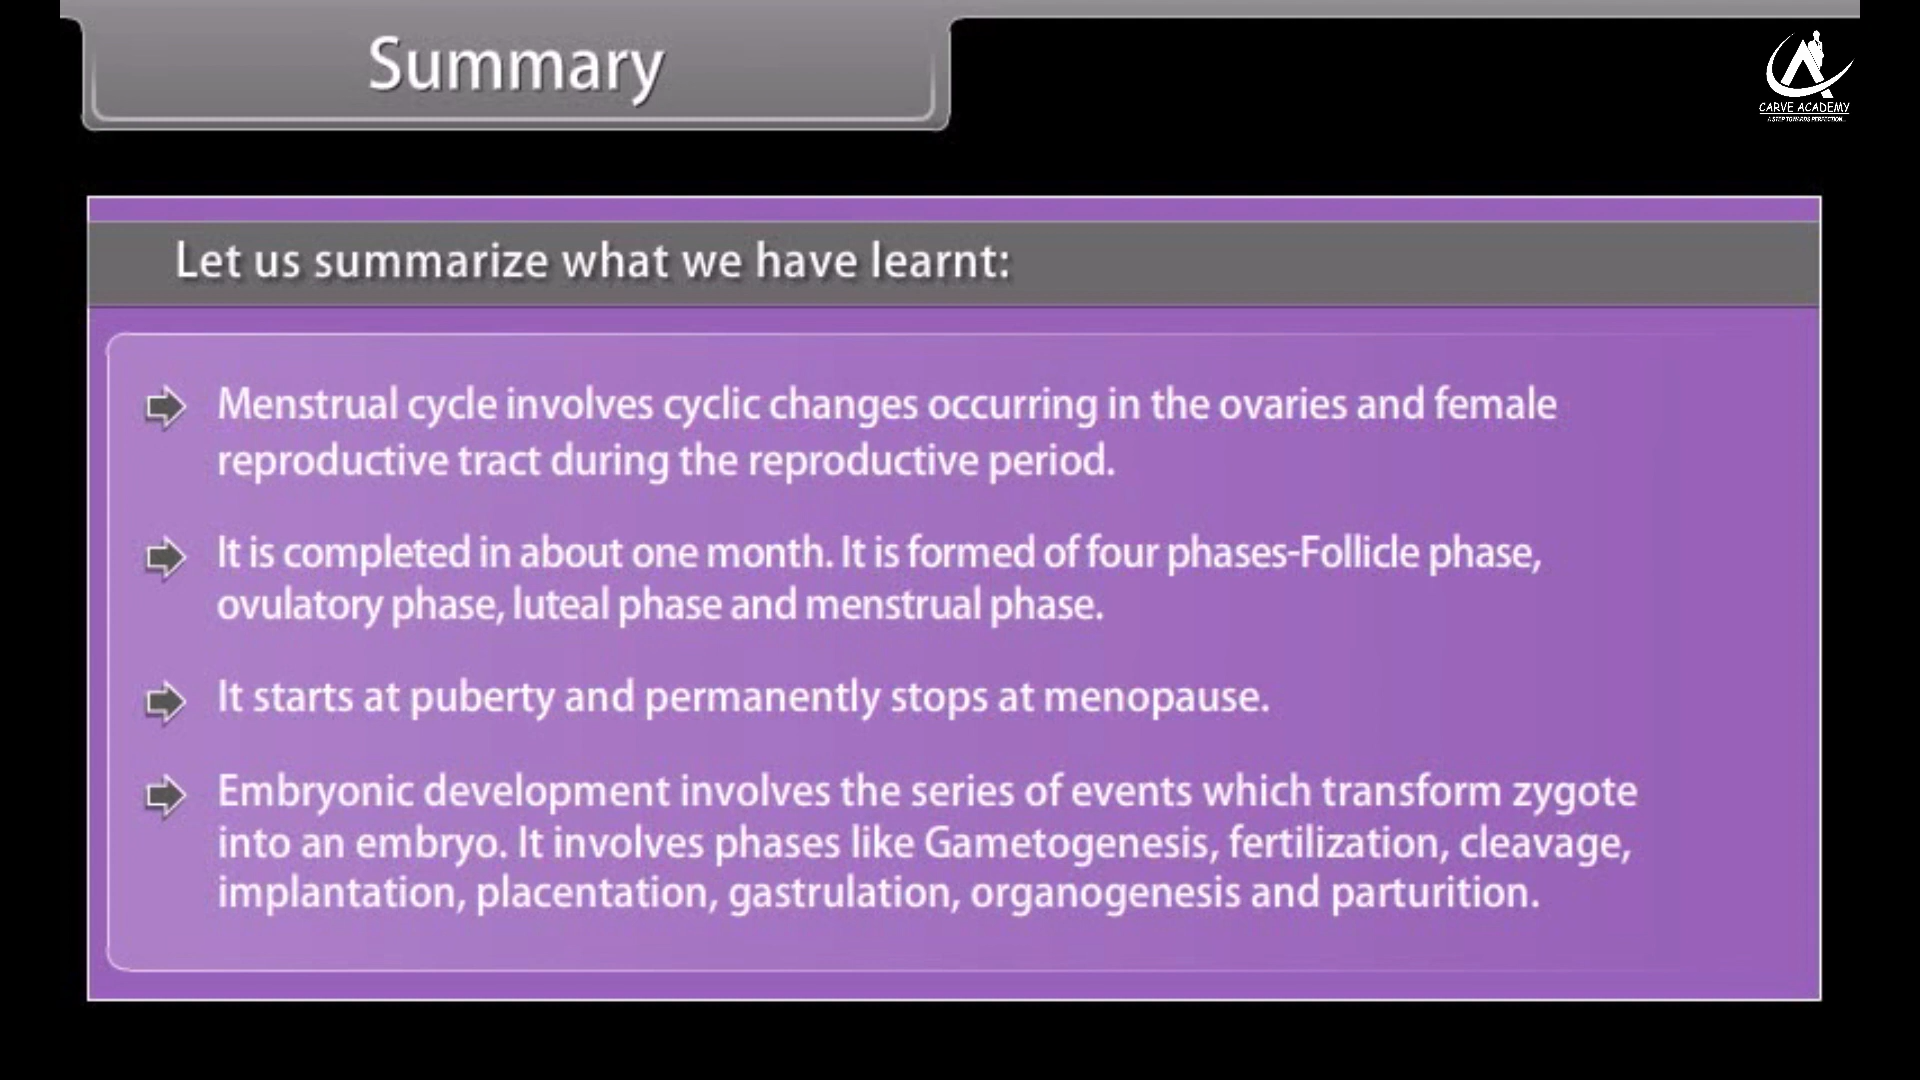 Summary
CARVE ACADEMY
A STEP TOWARDS PERFECTION...
Let us summarize what we have learnt:
Menstrual cycle involves cyclic changes occurring in the ovaries and female
reproductive tract during the reproductive period.
It is completed in about one month. It is formed of four phases-Follicle phase,
ovulatory phase, luteal phase and menstrual phase.
It starts at puberty and permanently stops at menopause.
Embryonic development involves the series of events which transform zygote
into an embryo. It involves phases like Gametogenesis, fertilization, cleavage,
implantation, placentation, gastrulation, organogenesis and parturition.